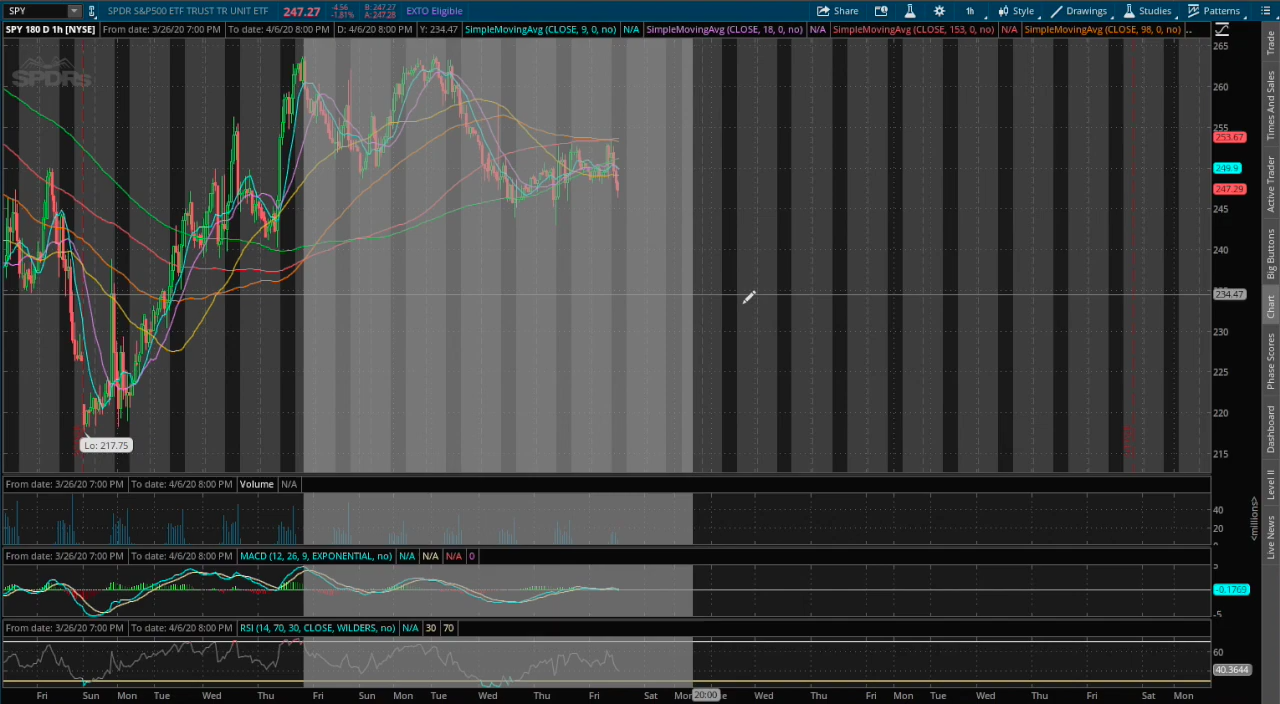 SPY
SPDR S&P500 ETF TRUST TR UNIT ETF
247.27
-4.56
-1.81%
B: 247.27
A: 247.28
EXTO Eligible
Share
1h
Style
Drawings
Studies
Patterns
SPY 180 D 1h [NYSE]
From date: 3/26/20 7:00 PM
To date: 4/6/20 8:00 PM
D: 4/6/20 8:00 PM
Y: 234.47
SimpleMovingAvg (CLOSE, 9, 0, no)
N/A
SimpleMovingAvg (CLOSE, 18, 0, no)
N/A
SimpleMovingAvg (CLOSE, 153, 0, no)
N/A
SimpleMovingAvg (CLOSE, 98, 0, no)
..
SPDRs
265
260
255
253.67
249.9
247.29
245
240
234.47
230
225
220
215
Lo: 217.75
From date: 3/26/20 7:00 PM
To date: 4/6/20 8:00 PM
Volume
N/A
40
20
<millions>
From date: 3/26/20 7:00 PM
To date: 4/6/20 8:00 PM
MACD (12, 26, 9, EXPONENTIAL, no)
N/A
N/A
N/A
0
5
-0.1769
-5
From date: 3/26/20 7:00 PM
To date: 4/6/20 8:00 PM
RSI (14, 70, 30, CLOSE, WILDERS, no)
N/A
30
70
60
40.3644
Fri Sun Mon Tue Wed Thu Fri Sun Mon Tue Wed Thu Fri Sat Mon 20:00 Wed Thu Fri Mon Tue Wed Thu Fri Sat Mon
Trade
Times And Sales
Active Trader
Big Buttons
Chart
Phase Scores
Dashboard
Level II
Live News